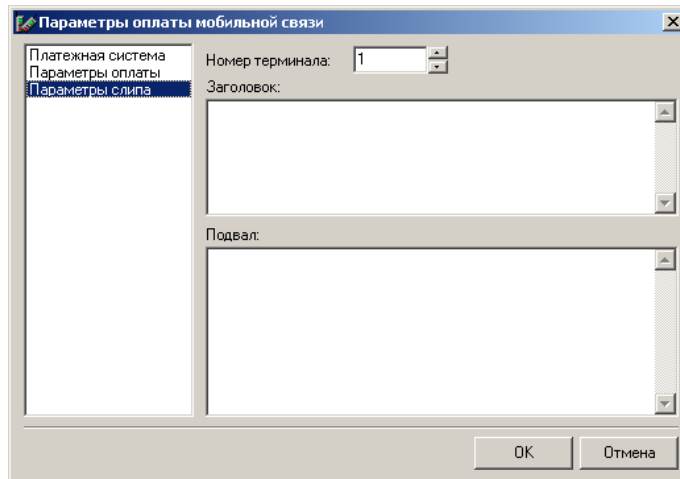 Параметры оплаты мобильной связи
Платежная система
Параметры оплаты
Параметры слипа
Номер терминала: 1
Заголовок:
Подвал:
OK
Отмена